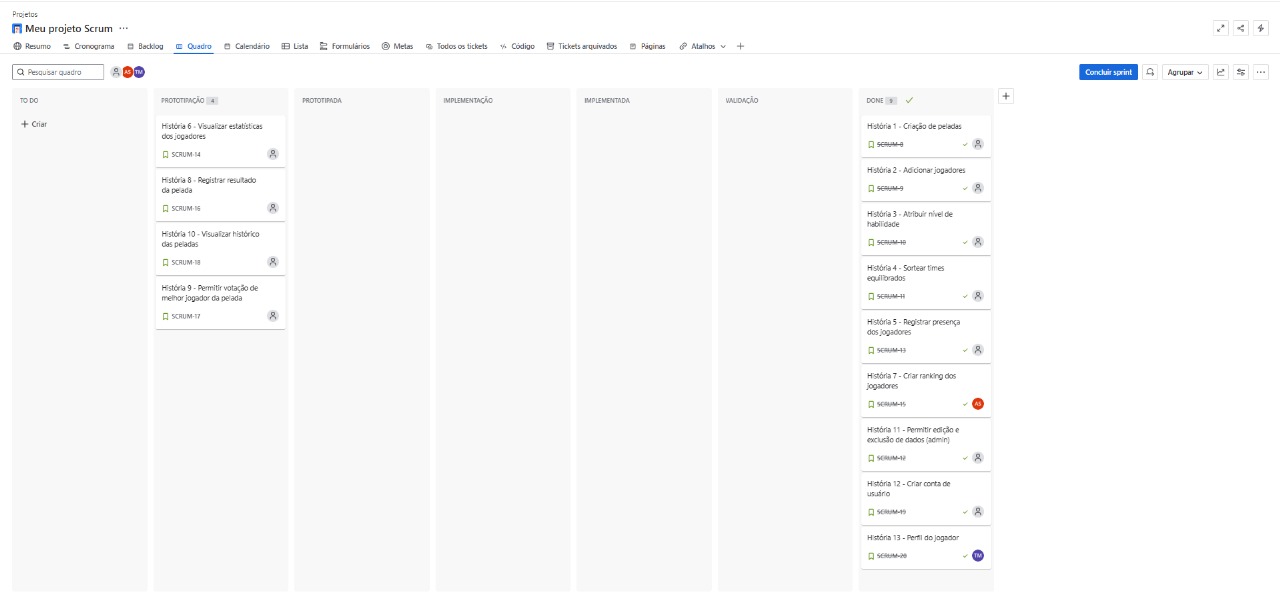 Projetos
Meu projeto Scrum ...
Resumo Cronograma Backlog Quadro Calendário Lista Formulários Metas Todos os tickets Código Tickets arquivados Páginas Atalhos
Pesquisar quadro
AS TM
Concluir sprint
Agrupar
TO DO
Criar
PROTOTIPAÇÃO 4
História 6 - Visualizar estatísticas
dos jogadores
SCRUM-14
História 8 - Registrar resultado
da pelada
SCRUM-16
História 10 - Visualizar histórico
das peladas
SCRUM-18
História 9 - Permitir votação de
melhor jogador da pelada
SCRUM-17
PROTOTIPADA
IMPLEMENTAÇÃO
IMPLEMENTADA
VALIDAÇÃO
DONE 9
História 1 - Criação de peladas
SCRUM-8
História 2 - Adicionar jogadores
SCRUM-9
História 3 - Atribuir nível de
habilidade
SCRUM-10
História 4 - Sortear times
equilibrados
SCRUM-11
História 5 - Registrar presença
dos jogadores
SCRUM-13
História 7 - Criar ranking dos
jogadores
SCRUM-15
AS
História 11 - Permitir edição e
exclusão de dados (admin)
SCRUM-12
História 12 - Criar conta de
usuário
SCRUM-19
História 13 - Perfil do jogador
SCRUM-20
TM